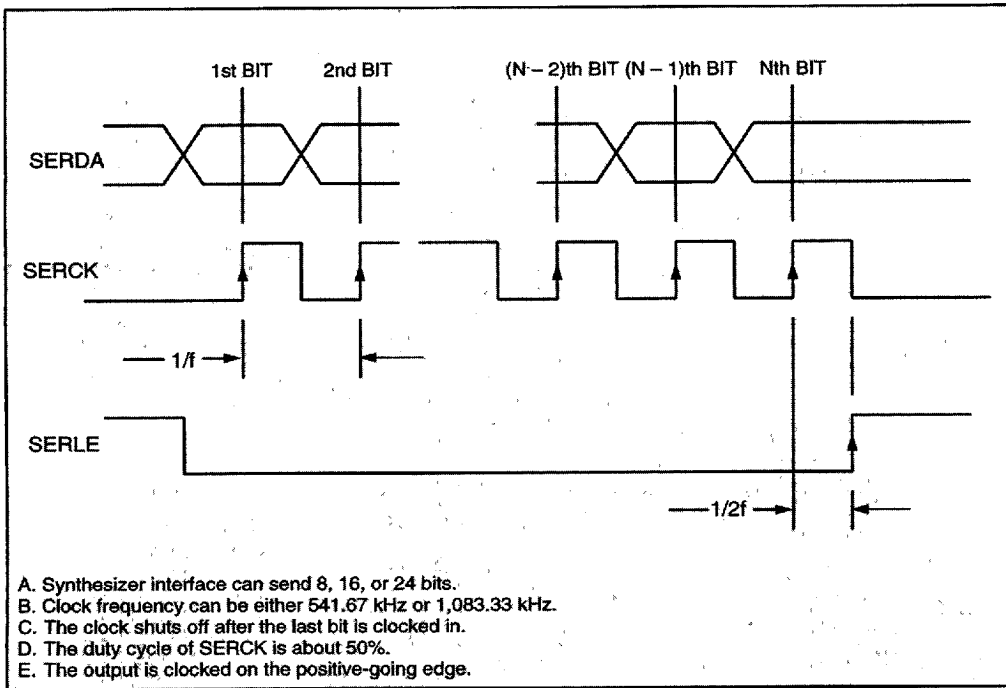 1st BIT 2nd BIT (N – 2)th BIT (N – 1)th BIT Nth BIT
SERDA
SERCK
1/f
SERLE
1/2f
A. Synthesizer interface can send 8, 16, or 24 bits.
B. Clock frequency can be either 541.67 kHz or 1,083.33 kHz.
C. The clock shuts off after the last bit is clocked in.
D. The duty cycle of SERCK is about 50%.
E. The output is clocked on the positive-going edge.